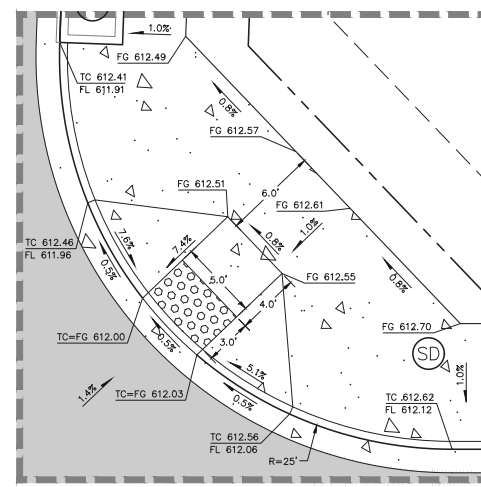 1.0%
FG 612.49
TC 612.41
FL 611.91
0.8%
FG 612.57
FG 612.51
6.0'
FG 612.61
TC 612.46
FL 611.96
7.6%
7.4%
0.8%
1.0%
0.5%
5.0'
FG 612.55
0.8%
4.0'
TC=FG 612.00
0.5%
3.0'
FG 612.70
SD
5.1%
1.0%
1.4%
TC=FG 612.03
0.5%
TC 612.62
FL 612.12
TC 612.56
FL 612.06
R=25'